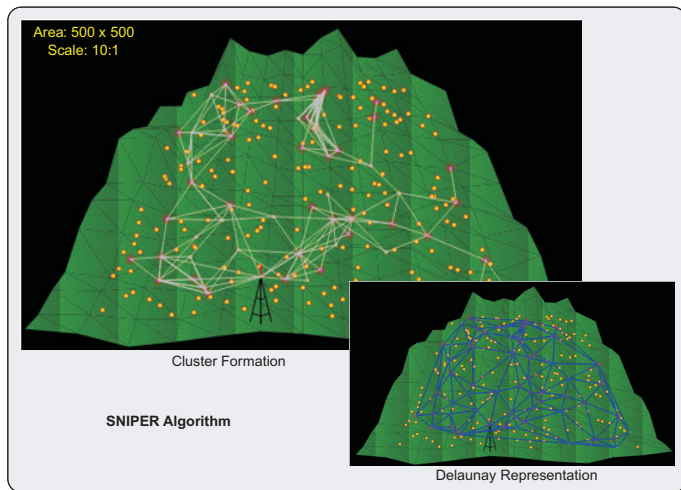 Area: 500 x 500
Scale: 10:1
Cluster Formation
SNIPER Algorithm
Delaunay Representation